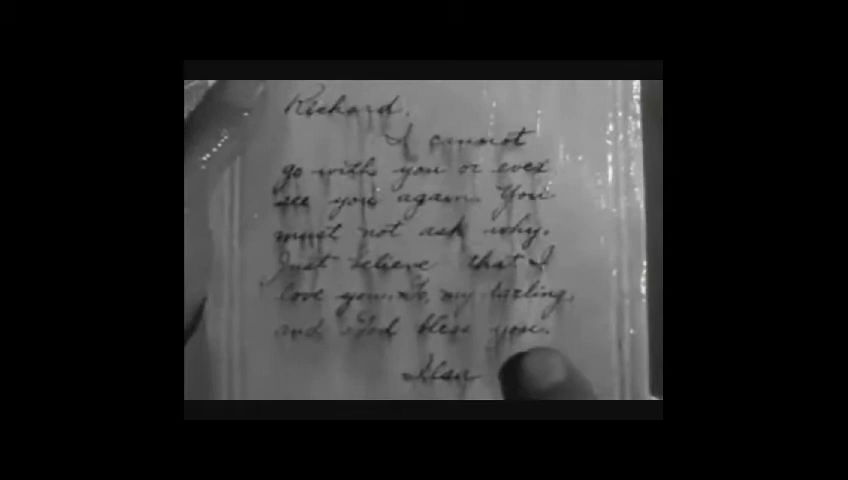 Richard,
I cannot
go with you or ever
see you again. You
must not ask why.
Just believe that I
love you. Go, my darling,
and God bless you.
Ilsa